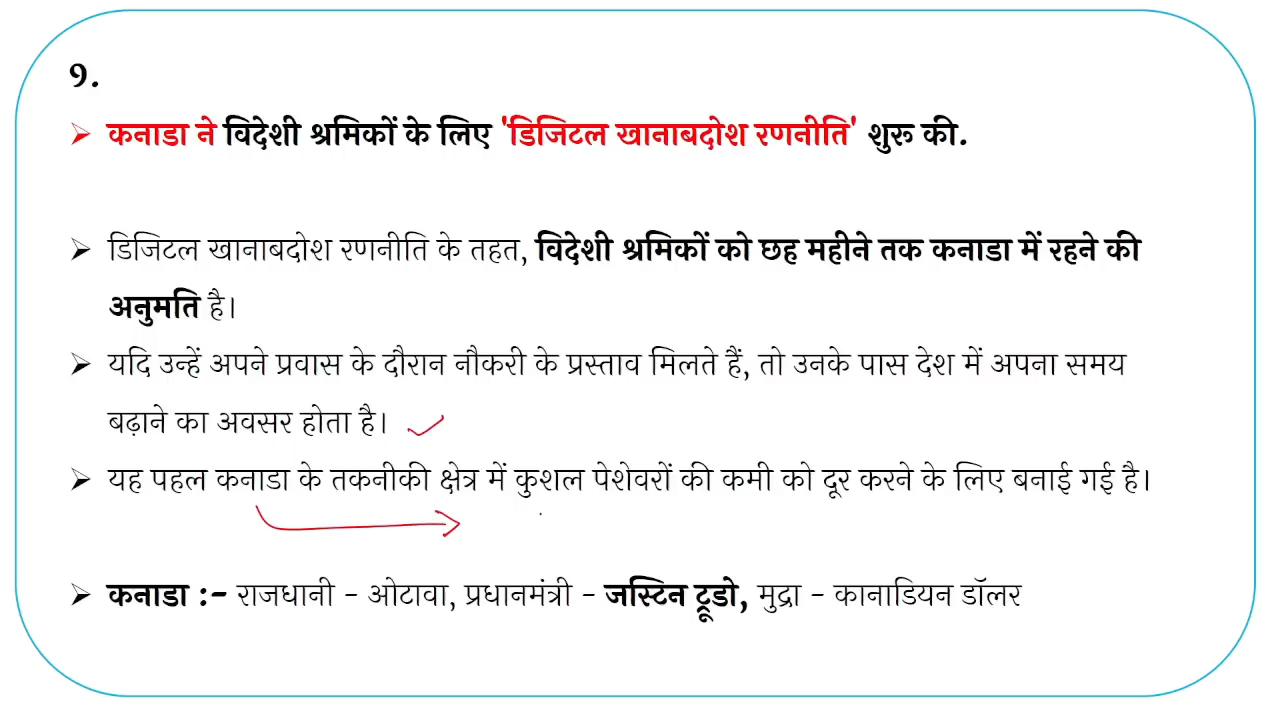 9.
➢ कनाडा ने विदेशी श्रमिकों के लिए 'डिजिटल खानाबदोश रणनीति' शुरू की.
➢ डिजिटल खानाबदोश रणनीति के तहत, विदेशी श्रमिकों को छह महीने तक कनाडा में रहने की
अनुमति है।
➢ यदि उन्हें अपने प्रवास के दौरान नौकरी के प्रस्ताव मिलते हैं, तो उनके पास देश में अपना समय
बढ़ाने का अवसर होता है।
➢ यह पहल कनाडा के तकनीकी क्षेत्र में कुशल पेशेवरों की कमी को दूर करने के लिए बनाई गई है।
➢ कनाडा :- राजधानी - ओटावा, प्रधानमंत्री - जस्टिन ट्रूडो, मुद्रा - कानाडियन डॉलर